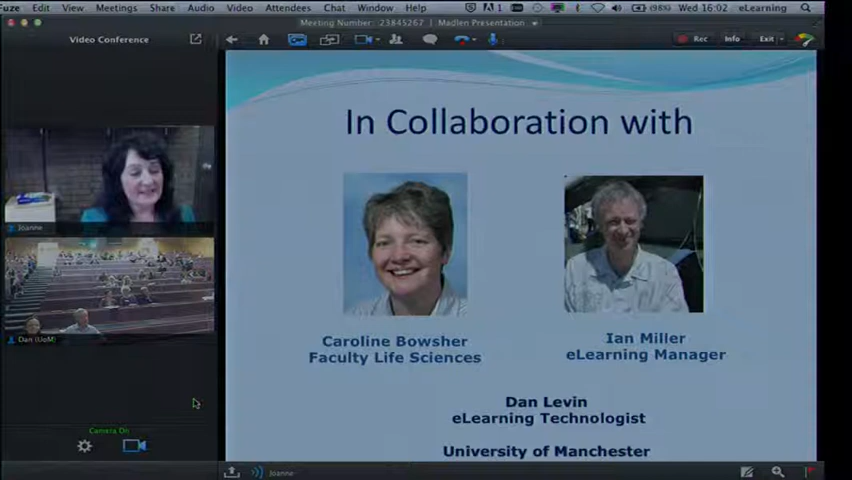 Fuze Edit View Meetings Share Audio Video Attendees Chat Window Help
1 (98%) Wed 16:02 eLearning
Meeting Number: 23845267 | Madlen Presentation
Video Conference
Rec Info Exit
In Collaboration with
Joanne
Dan (UoM)
Caroline Bowsher
Faculty Life Sciences
Ian Miller
eLearning Manager
Dan Levin
eLearning Technologist
University of Manchester
Camera On
Joanne